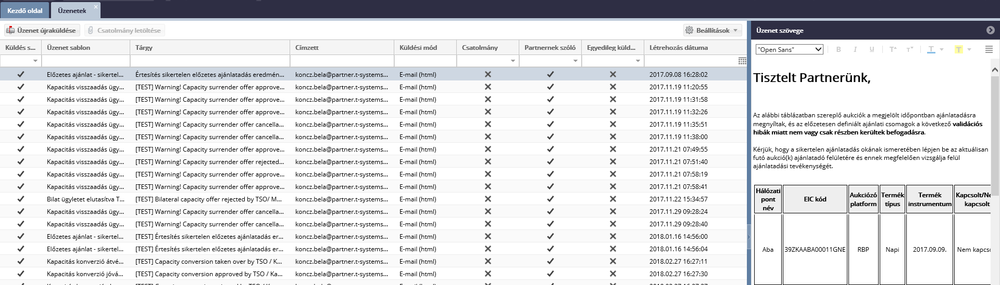 Kezdő oldal Üzenetek
Üzenet újraküldése Csatolmány letöltése Beállítások
Küldés s... Üzenet sablon Tárgy Címzett Küldési mód Csatolmány Partnernek szóló Egyedileg küld... Létrehozás dátuma
Előzetes ajánlat - sikertel... Értesítés sikertelen előzetes ajánlatadás eredmén... koncz.bela@partner.t-systems... E-mail (html) 2017.09.08 16:28:02
Kapacitás visszaadás ügy... [TEST] Warning! Capacity surrender offer approve... koncz.bela@partner.t-systems... E-mail (html) 2017.11.19 11:20:55
Kapacitás visszaadás ügy... [TEST] Warning! Capacity surrender offer approve... koncz.bela@partner.t-systems... E-mail (html) 2017.11.19 11:31:58
Kapacitás visszaadás ügy... [TEST] Warning! Capacity surrender offer approve... koncz.bela@partner.t-systems... E-mail (html) 2017.11.19 11:32:26
Kapacitás visszaadás ügy... [TEST] Warning! Capacity surrender offer cancella... koncz.bela@partner.t-systems... E-mail (html) 2017.11.19 11:35:51
Kapacitás visszaadás ügy... [TEST] Warning! Capacity surrender offer cancella... koncz.bela@partner.t-systems... E-mail (html) 2017.11.19 11:38:00
Kapacitás visszaadás ügy... [TEST] Warning! Capacity surrender offer approve... koncz.bela@partner.t-systems... E-mail (html) 2017.11.21 07:49:55
Kapacitás visszaadás ügy... [TEST] Warning! Capacity surrender offer rejected... koncz.bela@partner.t-systems... E-mail (html) 2017.11.21 07:51:40
Kapacitás visszaadás ügy... [TEST] Warning! Capacity surrender offer approve... koncz.bela@partner.t-systems... E-mail (html) 2017.11.21 07:58:19
Kapacitás visszaadás ügy... [TEST] Warning! Capacity surrender offer approve... koncz.bela@partner.t-systems... E-mail (html) 2017.11.21 07:58:41
Bilat ügyletet elutasítva T... [TEST] Bilateral capacity offer rejected by TSO/ M... koncz.bela@partner.t-systems... E-mail (html) 2017.11.22 15:34:57
Kapacitás visszaadás ügy... [TEST] Warning! Capacity surrender offer cancella... koncz.bela@partner.t-systems... E-mail (html) 2017.11.29 09:28:24
Kapacitás visszaadás ügy... [TEST] Warning! Capacity surrender offer cancella... koncz.bela@partner.t-systems... E-mail (html) 2017.11.29 09:28:40
Előzetes ajánlat - sikertel... [TEST] Értesítés sikertelen előzetes ajánlatadás er... koncz.bela@partner.t-systems... E-mail (html) 2018.01.16 14:56:00
Előzetes ajánlat - sikertel... [TEST] Értesítés sikertelen előzetes ajánlatadás er... koncz.bela@partner.t-systems... E-mail (html) 2018.01.16 14:56:04
Kapacitás konverzió átvé... [TEST] Capacity conversion taken over by TSO / K... koncz.bela@partner.t-systems... E-mail (html) 2018.02.27 16:27:11
Kapacitás konverzió jóvá... [TEST] Capacity conversion approved by TSO / Ka... koncz.bela@partner.t-systems... E-mail (html) 2018.02.27 16:27:30
Üzenet szövege
"Open Sans" B I U T T T T
Tisztelt Partnerünk,
Az alábbi táblázatban szereplő aukciók a megjelölt időpontban ajánlatadásra
megnyíltak, és az előzetesen definiált ajánlati csomagok a következő validációs
hibák miatt nem vagy csak részben kerültek befogadásra.
Kérjük, hogy a sikertelen ajánlatadás okának ismeretében lépjen be az aktuálisan
futó aukció(k) ajánlatadó felületére és ennek megfelelően vizsgálja felül
ajánlatadási tevékenységét.
Hálózati pont név EIC kód Aukciózó platform Termék típus Termék instrumentum Kapcsolt/Ne kapcsolt
Aba 39ZKAABA00011GNE RBP Napi 2017.09.09. Nem kapcso